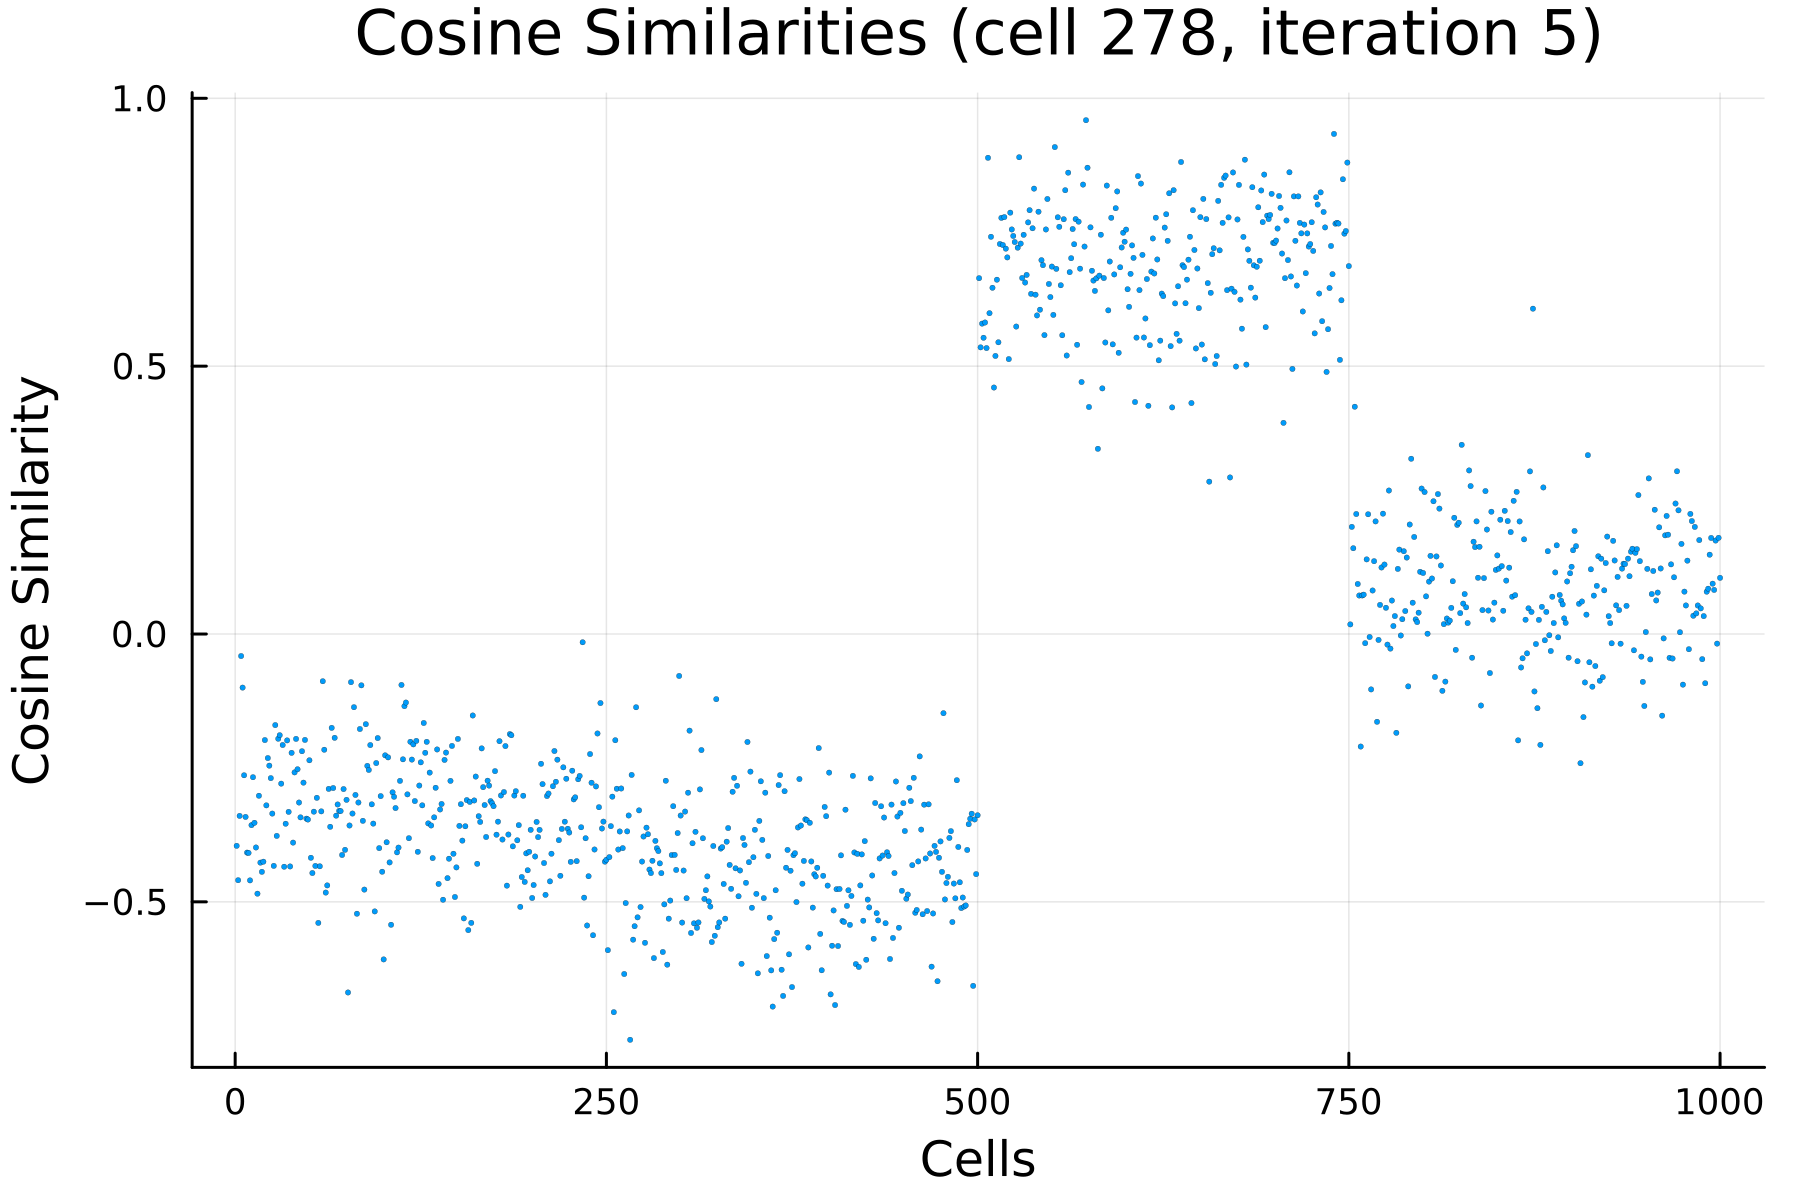 Cosine Similarities (cell 278, iteration 5)
1.0
0.5
0.0
−0.5
Cosine Similarity
0 250 500 750 1000
Cells